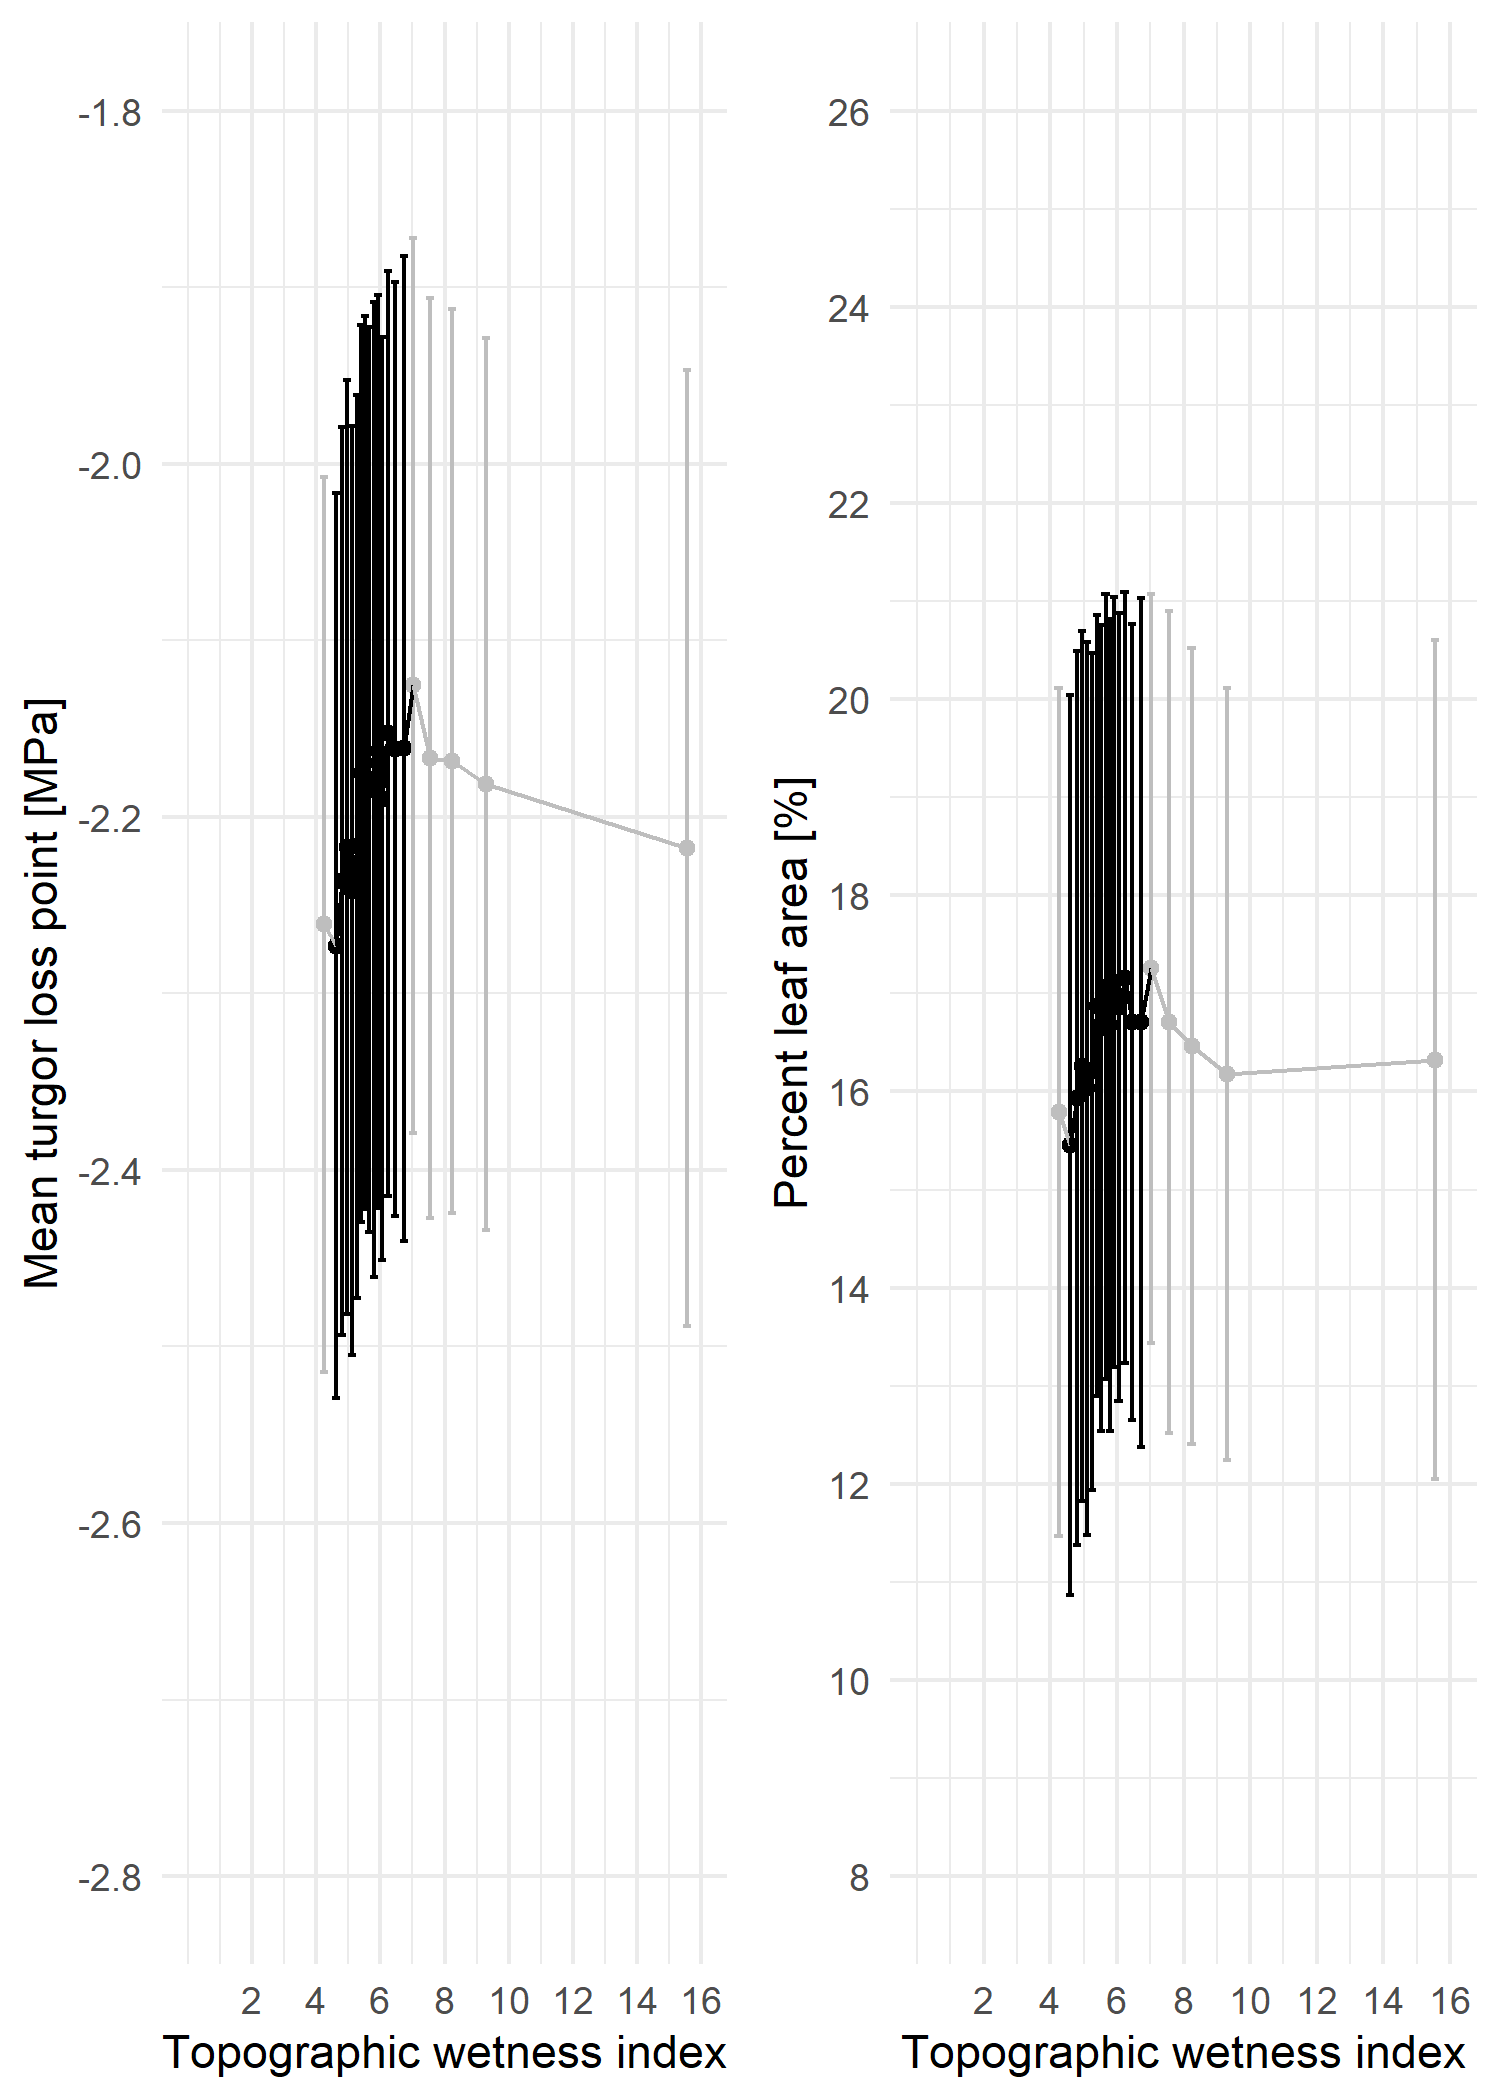 Mean turgor loss point [MPa]
-1.8
-2.0
-2.2
-2.4
-2.6
-2.8
2 4 6 8 10 12 14 16
Topographic wetness index
Percent leaf area [%]
26
24
22
20
18
16
14
12
10
8
2 4 6 8 10 12 14 16
Topographic wetness index